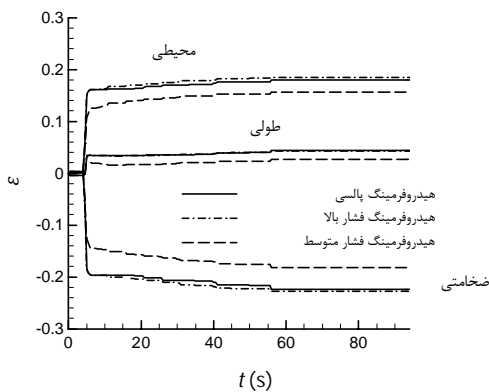 0.3
محیطی
0.2
0.1
طولی
0
ε
هیدروفرمینگ پالسی
هیدروفرمینگ فشار بالا
-0.1
هیدروفرمینگ فشار متوسط
-0.2
ضخامتی
-0.3
0 20 40 60 80 100
t (s)